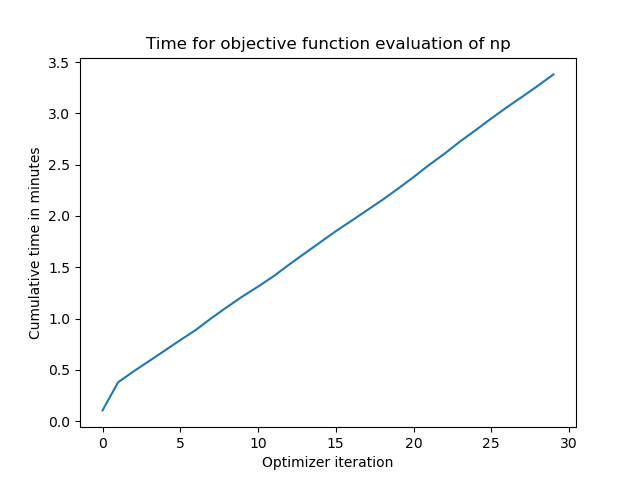 Time for objective function evaluation of np
3.5
3.0
2.5
2.0
1.5
1.0
0.5
0.0
Cumulative time in minutes
0 5 10 15 20 25 30
Optimizer iteration